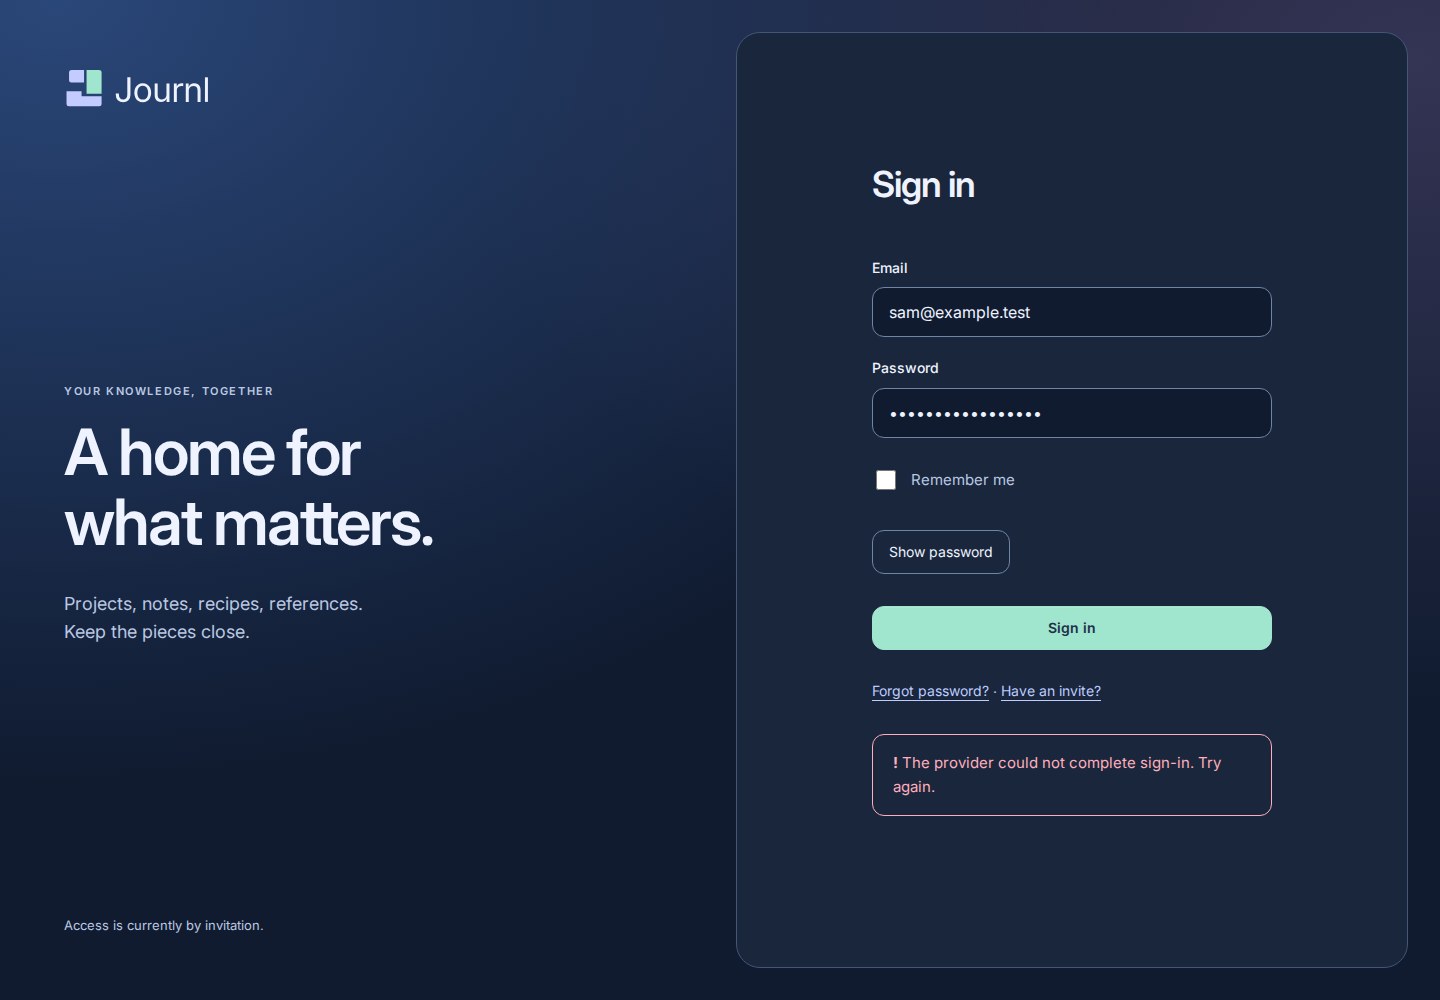 Journl
YOUR KNOWLEDGE, TOGETHER
A home for
what matters.
Projects, notes, recipes, references.
Keep the pieces close.
Access is currently by invitation.
Sign in
Email
sam@example.test
Password
•••••••••••••••••
Remember me
Show password
Sign in
Forgot password? · Have an invite?
! The provider could not complete sign-in. Try
again.